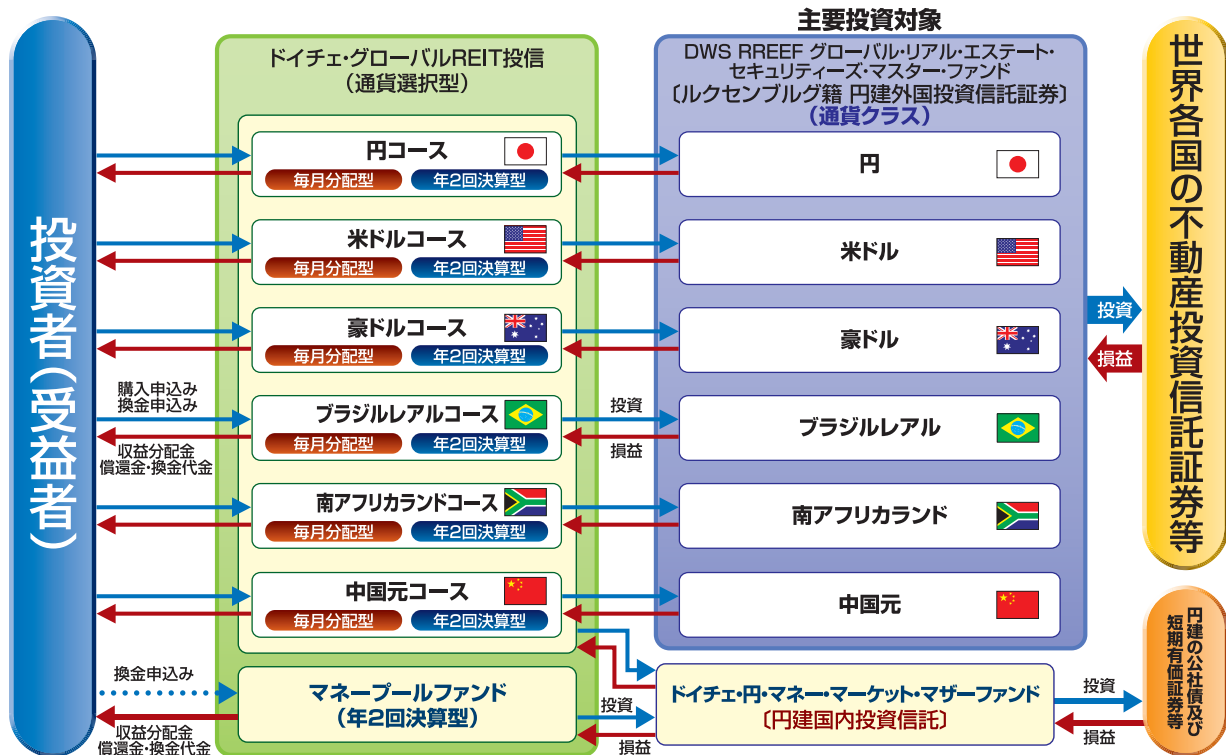 投資者(受益者)
ドイチェ・グローバルREIT投信
(通貨選択型)
主要投資対象
DWS RREEF グローバル・リアル・エステート・
セキュリティーズ・マスター・ファンド
〔ルクセンブルグ籍 円建外国投資信託証券〕
(通貨クラス)
円コース
毎月分配型 年2回決算型
円
米ドルコース
毎月分配型 年2回決算型
米ドル
豪ドルコース
毎月分配型 年2回決算型
豪ドル
購入申込み
換金申込み
収益分配金
償還金・換金代金
ブラジルレアルコース
毎月分配型 年2回決算型
投資
損益
ブラジルレアル
南アフリカランドコース
毎月分配型 年2回決算型
南アフリカランド
中国元コース
毎月分配型 年2回決算型
中国元
投資
損益
世界各国の不動産投資信託証券等
換金申込み
収益分配金
償還金・換金代金
マネープールファンド
(年2回決算型)
投資
損益
ドイチェ・円・マネー・マーケット・マザーファンド
〔円建国内投資信託〕
投資
損益
円建の公社債及び
短期有価証券等